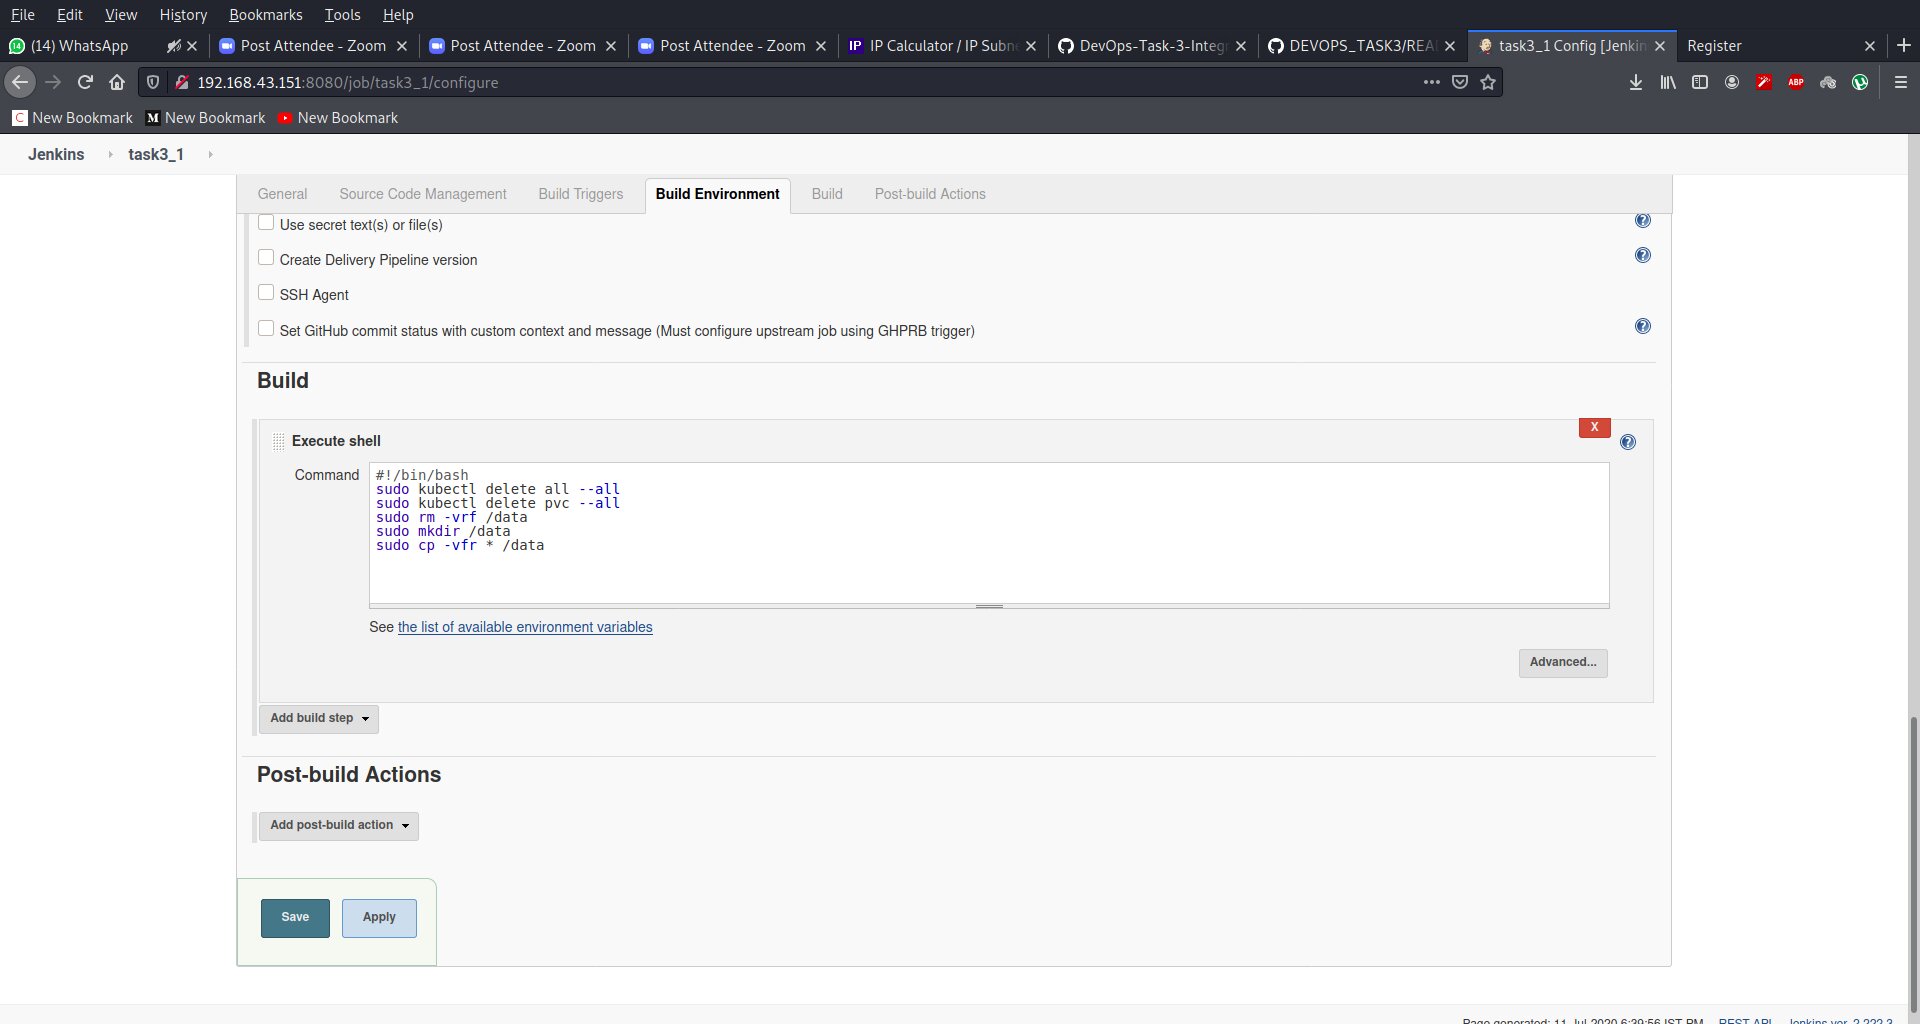 File Edit View History Bookmarks Tools Help
(14) WhatsApp Post Attendee - Zoom Post Attendee - Zoom Post Attendee - Zoom IP Calculator / IP Subne DevOps-Task-3-Integr DEVOPS_TASK3/REA task3_1 Config [Jenkin Register
192.168.43.151:8080/job/task3_1/configure ABP
C New Bookmark M New Bookmark New Bookmark
Jenkins task3_1
General Source Code Management Build Triggers Build Environment Build Post-build Actions
Use secret text(s) or file(s)
Create Delivery Pipeline version
SSH Agent
Set GitHub commit status with custom context and message (Must configure upstream job using GHPRB trigger)
Build
X
Execute shell
Command
#!/bin/bash
sudo kubectl delete all --all
sudo kubectl delete pvc --all
sudo rm -vrf /data
sudo mkdir /data
sudo cp -vfr * /data
See the list of available environment variables
Advanced...
Add build step
Post-build Actions
Add post-build action
Save Apply
Page generated: 11 Jul 2020 6:39:56 IST PM REST API Jenkins ver. 2.222.3